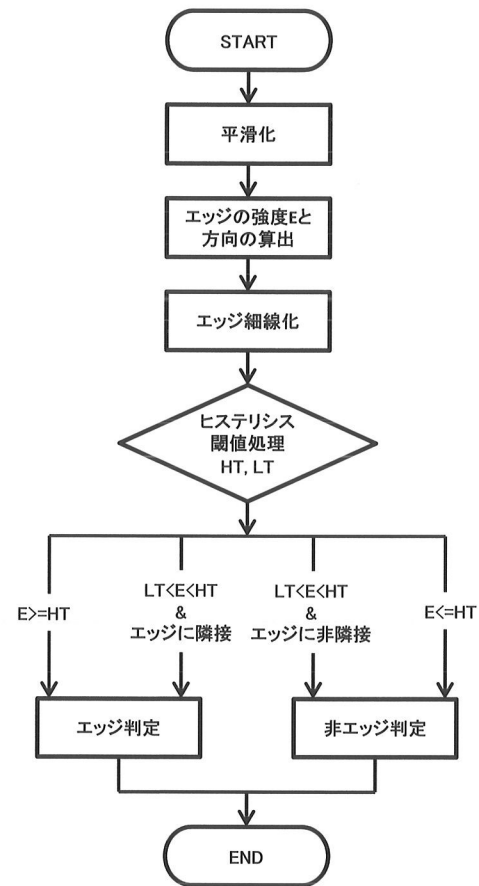 START
平滑化
エッジの強度Eと
方向の算出
エッジ細線化
ヒステリシス
閾値処理
HT, LT
E>=HT
LT<E<HT
&
エッジに隣接
LT<E<HT
&
エッジに非隣接
E<=HT
エッジ判定
非エッジ判定
END